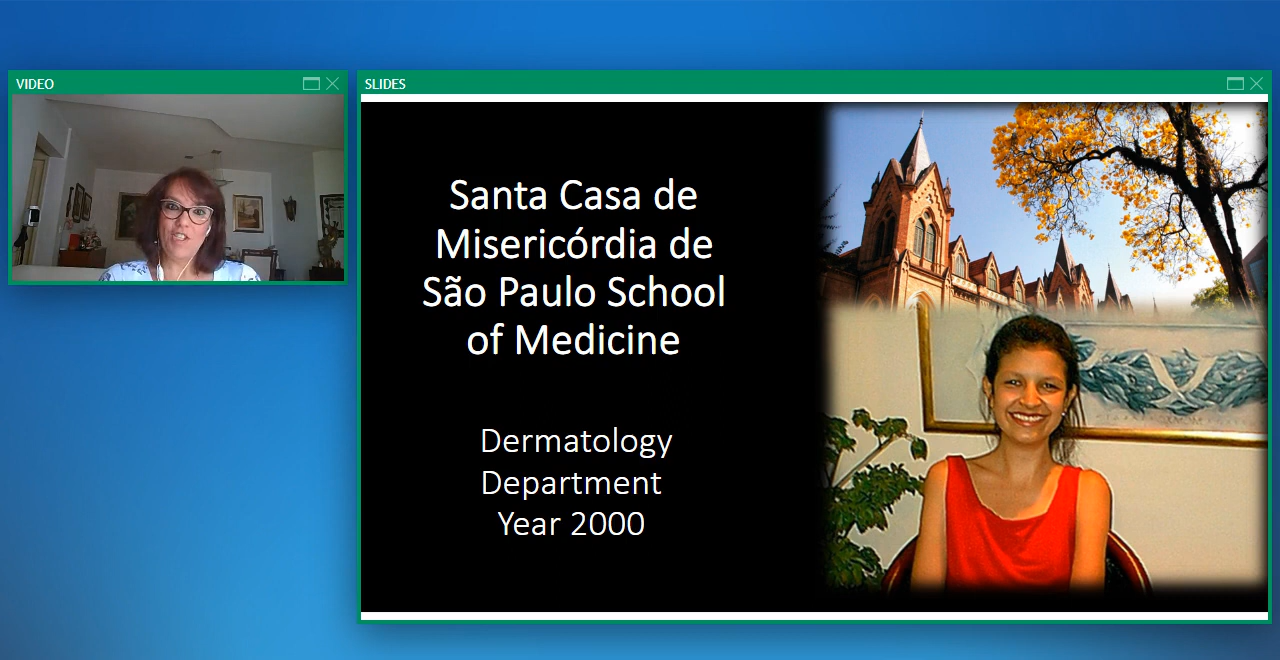 VIDEO
SLIDES
Santa Casa de
Misericórdia de
São Paulo School
of Medicine
Dermatology
Department
Year 2000